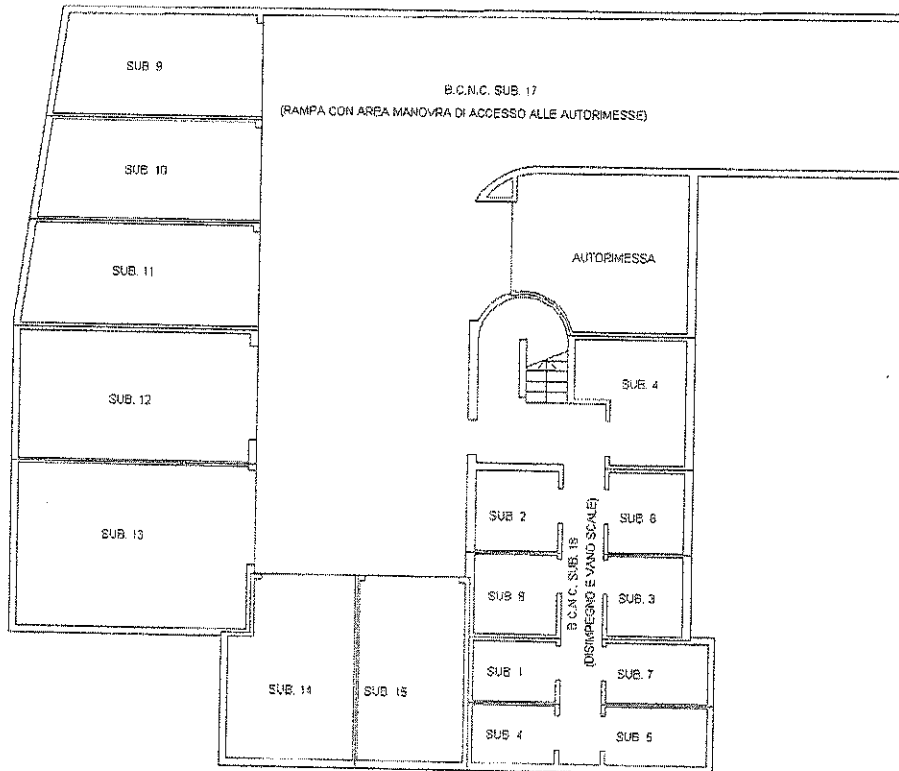 SUB 9
B.C.N.C. SUB. 17
(RAMPA CON AREA MANOVRA DI ACCESSO ALLE AUTORIMESSE)
SUB 10
SUB. 11
AUTORIMESSA
SUB. 12
SUB. 4
SUB. 13
SUB. 2
SUB. 6
SUB. 8
SUB. 3
B.C.N.C. SUB. 18
(DISIMPEGNO E VANO SCALE)
SUB. 1
SUB. 7
SUB. 14
SUB. 15
SUB. 4
SUB. 5